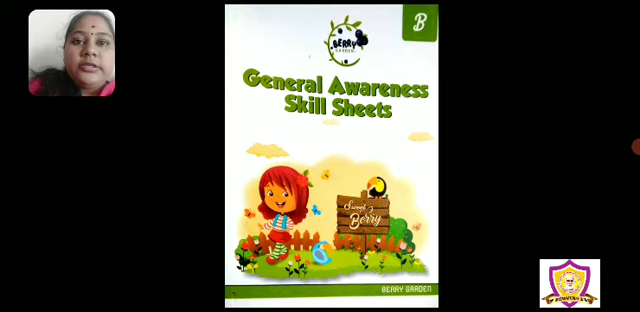 B
BERRY
GARDEN
General Awareness
Skill Sheets
Sweet
Berry
BERRY GARDEN